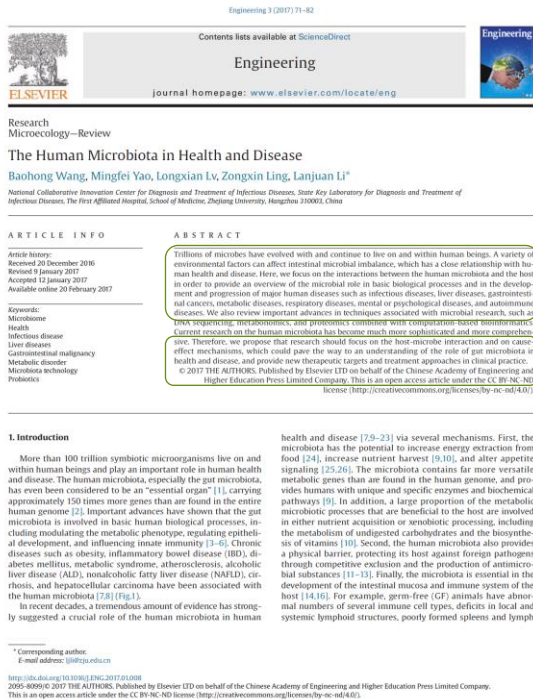 Engineering 3 (2017) 71–82
Contents lists available at ScienceDirect
Engineering
journal homepage: www.elsevier.com/locate/eng
ELSEVIER
Engineering
Research
Microecology—Review
The Human Microbiota in Health and Disease
Baohong Wang, Mingfei Yao, Longxian Lv, Zongxin Ling, Lanjuan Li*
National Collaborative Innovation Center for Diagnosis and Treatment of Infectious Diseases, State Key Laboratory for Diagnosis and Treatment of
Infectious Diseases, The First Affiliated Hospital, School of Medicine, Zhejiang University, Hangzhou 310003, China
ARTICLE INFO
Article history:
Received 20 December 2016
Revised 9 January 2017
Accepted 12 January 2017
Available online 20 February 2017
Keywords:
Microbiome
Health
Infectious disease
Liver diseases
Gastrointestinal malignancy
Metabolic disorder
Microbiota technology
Probiotics
ABSTRACT
Trillions of microbes have evolved with and continue to live on and within human beings. A variety of
environmental factors can affect intestinal microbial imbalance, which has a close relationship with hu-
man health and disease. Here, we focus on the interactions between the human microbiota and the host
in order to provide an overview of the microbial role in basic biological processes and in the develop-
ment and progression of major human diseases such as infectious diseases, liver diseases, gastrointesti-
nal cancers, metabolic diseases, respiratory diseases, mental or psychological diseases, and autoimmune
diseases. We also review important advances in techniques associated with microbial research, such as
DNA sequencing, metabonomics, and proteomics combined with computation-based bioinformatics.
Current research on the human microbiota has become much more sophisticated and more comprehen-
sive. Therefore, we propose that research should focus on the host-microbe interaction and on cause-
effect mechanisms, which could pave the way to an understanding of the role of gut microbiota in
health and disease, and provide new therapeutic targets and treatment approaches in clinical practice.
© 2017 THE AUTHORS. Published by Elsevier LTD on behalf of the Chinese Academy of Engineering and
Higher Education Press Limited Company. This is an open access article under the CC BY-NC-ND
license (http://creativecommons.org/licenses/by-nc-nd/4.0/).
1. Introduction
More than 100 trillion symbiotic microorganisms live on and
within human beings and play an important role in human health
and disease. The human microbiota, especially the gut microbiota,
has even been considered to be an “essential organ” [1], carrying
approximately 150 times more genes than are found in the entire
human genome [2]. Important advances have shown that the gut
microbiota is involved in basic human biological processes, in-
cluding modulating the metabolic phenotype, regulating epitheli-
al development, and influencing innate immunity [3–6]. Chronic
diseases such as obesity, inflammatory bowel disease (IBD), di-
abetes mellitus, metabolic syndrome, atherosclerosis, alcoholic
liver disease (ALD), nonalcoholic fatty liver disease (NAFLD), cir-
rhosis, and hepatocellular carcinoma have been associated with
the human microbiota [7,8] (Fig.1).
In recent decades, a tremendous amount of evidence has strong-
ly suggested a crucial role of the human microbiota in human
health and disease [7,9–23] via several mechanisms. First, the
microbiota has the potential to increase energy extraction from
food [24], increase nutrient harvest [9,10], and alter appetite
signaling [25,26]. The microbiota contains far more versatile
metabolic genes than are found in the human genome, and pro-
vides humans with unique and specific enzymes and biochemical
pathways [9]. In addition, a large proportion of the metabolic
microbiotic processes that are beneficial to the host are involved
in either nutrient acquisition or xenobiotic processing, including
the metabolism of undigested carbohydrates and the biosynthe-
sis of vitamins [10]. Second, the human microbiota also provides
a physical barrier, protecting its host against foreign pathogens
through competitive exclusion and the production of antimicro-
bial substances [11–13]. Finally, the microbiota is essential in the
development of the intestinal mucosa and immune system of the
host [14,16]. For example, germ-free (GF) animals have abnor-
mal numbers of several immune cell types, deficits in local and
systemic lymphoid structures, poorly formed spleens and lymph
* Corresponding author.
E-mail address: ljli@zju.edu.cn
http://dx.doi.org/10.1016/J.ENG.2017.01.008
2095-8099/© 2017 THE AUTHORS. Published by Elsevier LTD on behalf of the Chinese Academy of Engineering and Higher Education Press Limited Company.
This is an open access article under the CC BY-NC-ND license (http://creativecommons.org/licenses/by-nc-nd/4.0/).